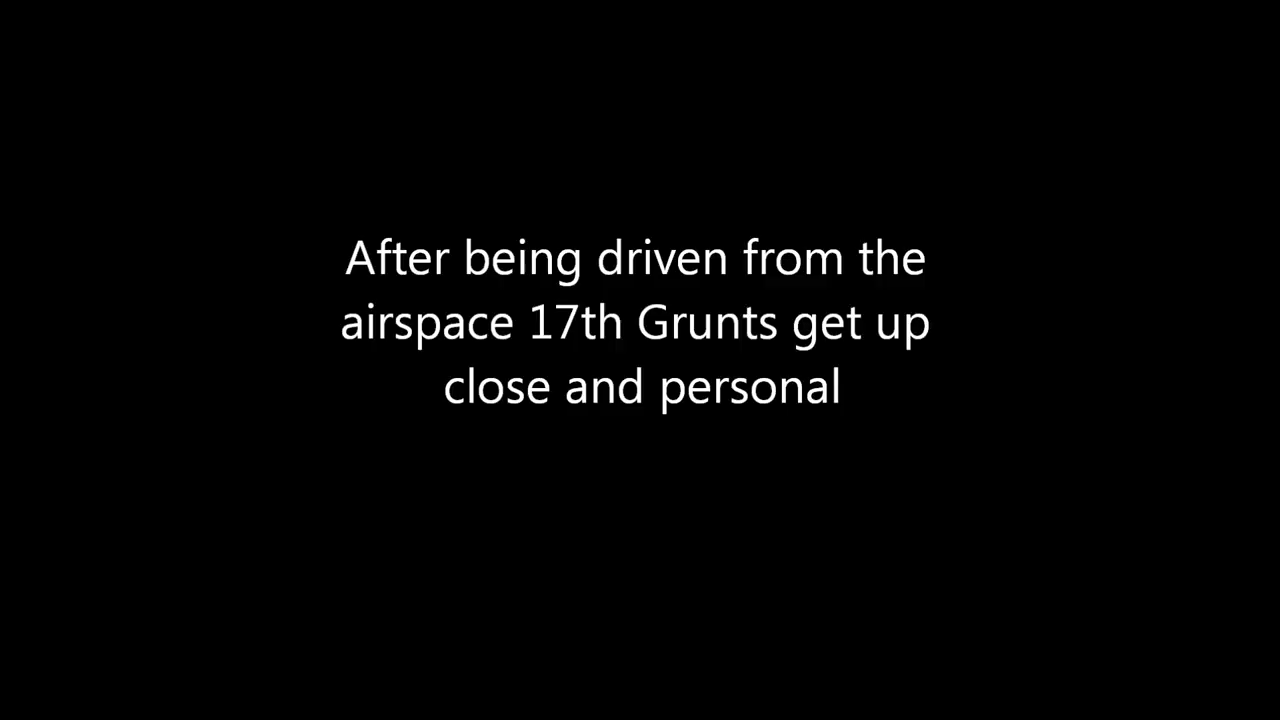 After being driven from the
airspace 17th Grunts get up
close and personal